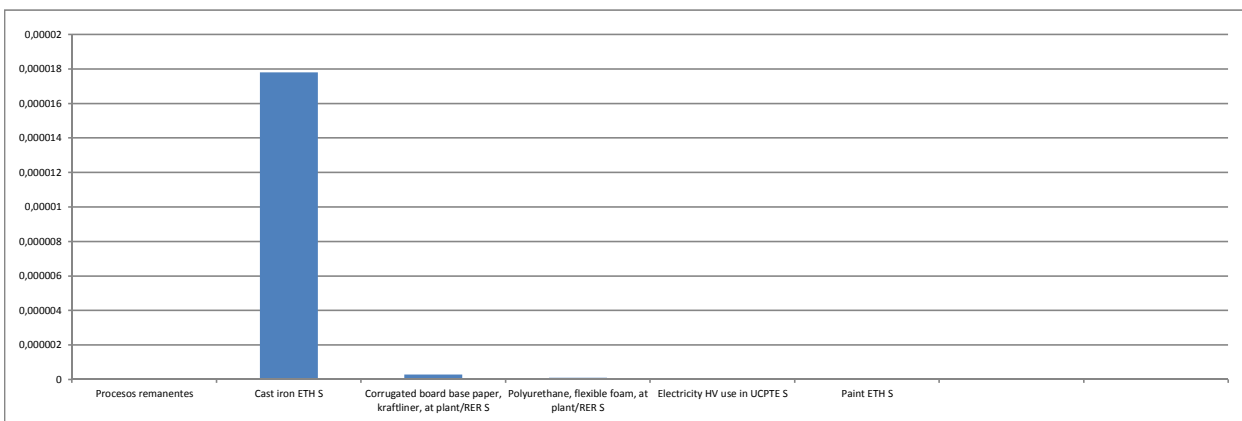 0,00002
0,000018
0,000016
0,000014
0,000012
0,00001
0,000008
0,000006
0,000004
0,000002
0
Procesos remanentes
Cast iron ETH S
Corrugated board base paper,
kraftliner, at plant/RER S
Polyurethane, flexible foam, at
plant/RER S
Electricity HV use in UCPTE S
Paint ETH S